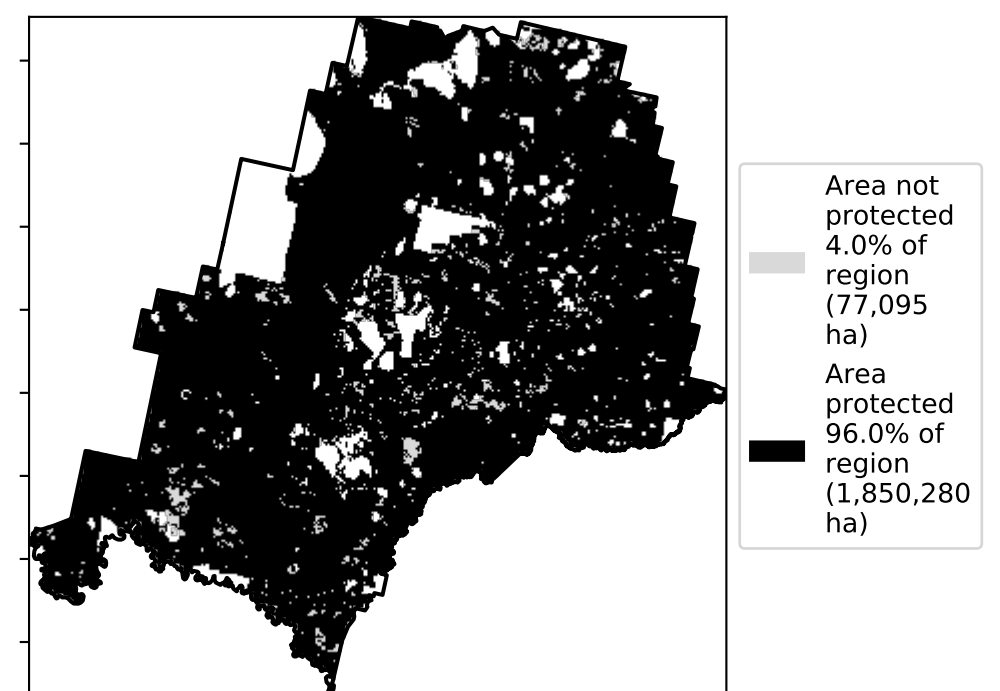 Area not
protected
4.0% of
region
(77,095
ha)
Area
protected
96.0% of
region
(1,850,280
ha)